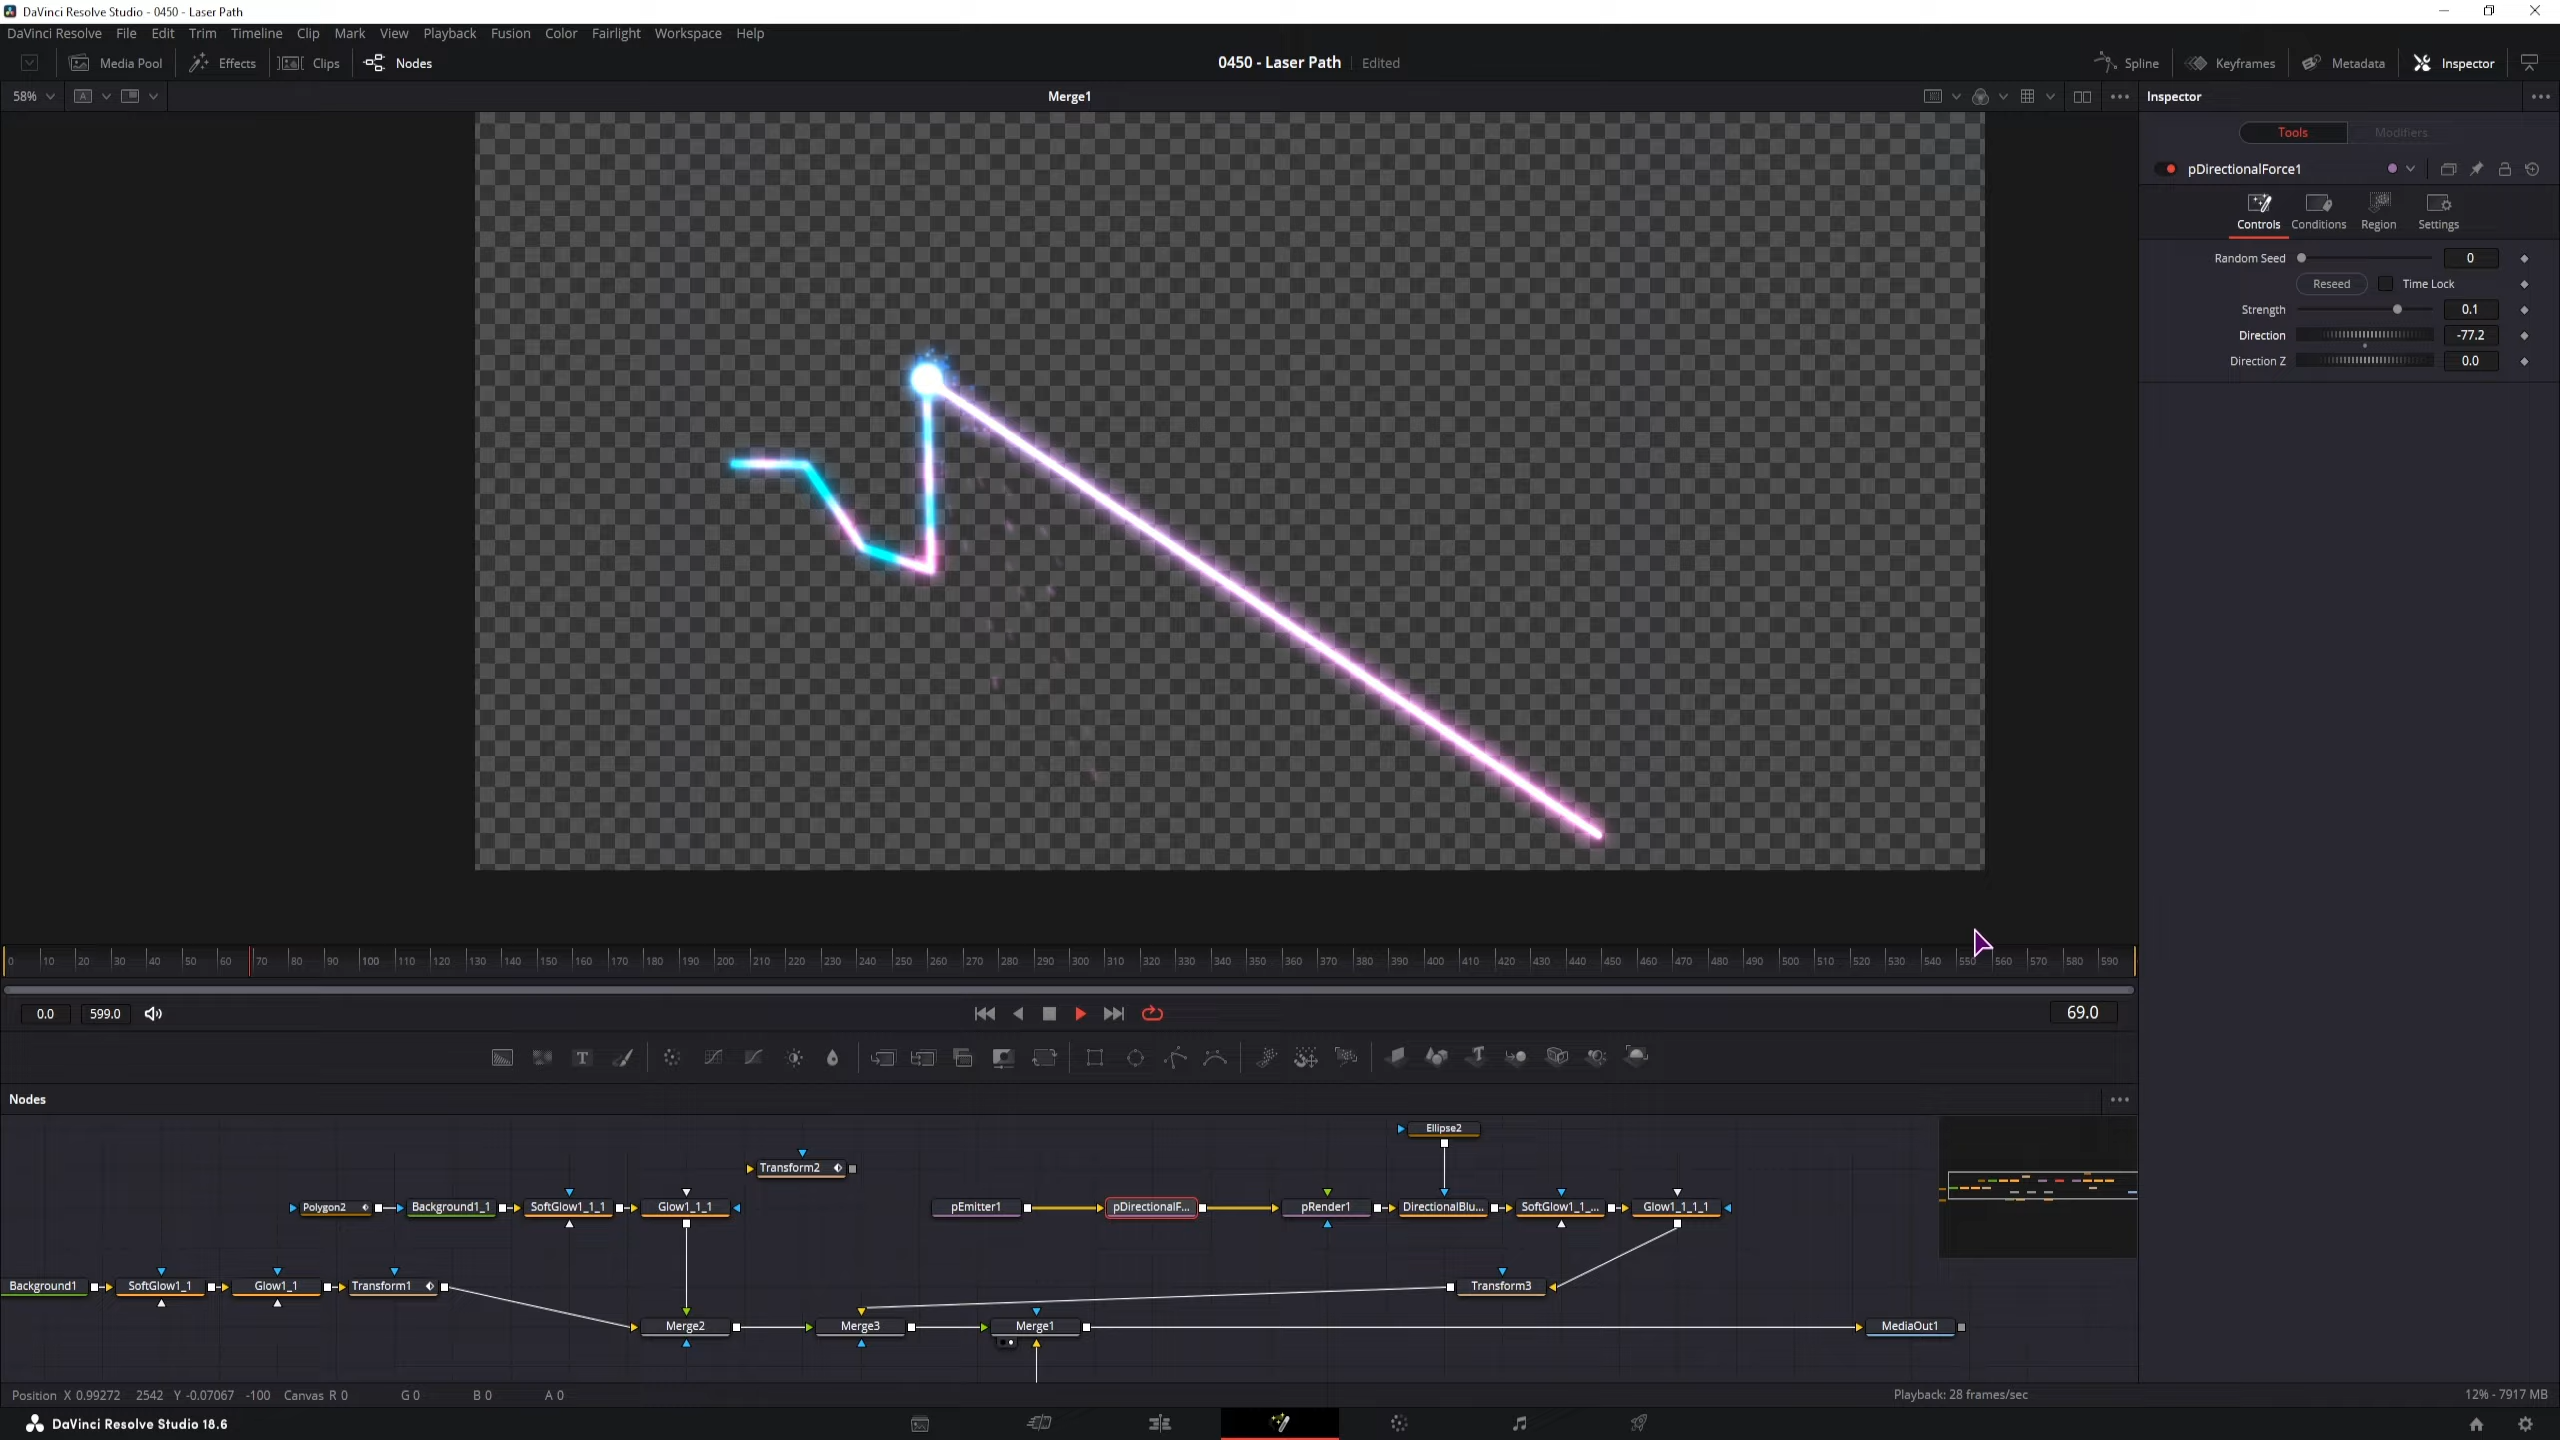 DaVinci Resolve Studio - 0450 - Laser Path
DaVinci Resolve File Edit Trim Timeline Clip Mark View Playback Fusion Color Fairlight Workspace Help
Media Pool Effects Clips Nodes 0450 - Laser Path Edited Spline Keyframes Metadata Inspector
58% A Merge1 Inspector
Tools Modifiers
pDirectionalForce1
Controls Conditions Region Settings
Random Seed 0
Reseed Time Lock
Strength 0.1
Direction -77.2
Direction Z 0.0
0 10 20 30 40 50 60 70 80 90 100 110 120 130 140 150 160 170 180 190 200 210 220 230 240 250 260 270 280 290 300 310 320 330 340 350 360 370 380 390 400 410 420 430 440 450 460 470 480 490 500 510 520 530 540 550 560 570 580 590
0.0 599.0 69.0
T T
Nodes
Ellipse2
Transform2
Polygon2 Background1_1 SoftGlow1_1_1 Glow1_1_1 pEmitter1 pDirectionalF... pRender1 DirectionalBlu... SoftGlow1_1_... Glow1_1_1_1
Background1 SoftGlow1_1 Glow1_1 Transform1 Transform3
Merge2 Merge3 Merge1 MediaOut1
Position X 0.99272 2542 Y -0.07067 -100 Canvas R 0 G 0 B 0 A 0 Playback: 28 frames/sec 12% - 7917 MB
DaVinci Resolve Studio 18.6